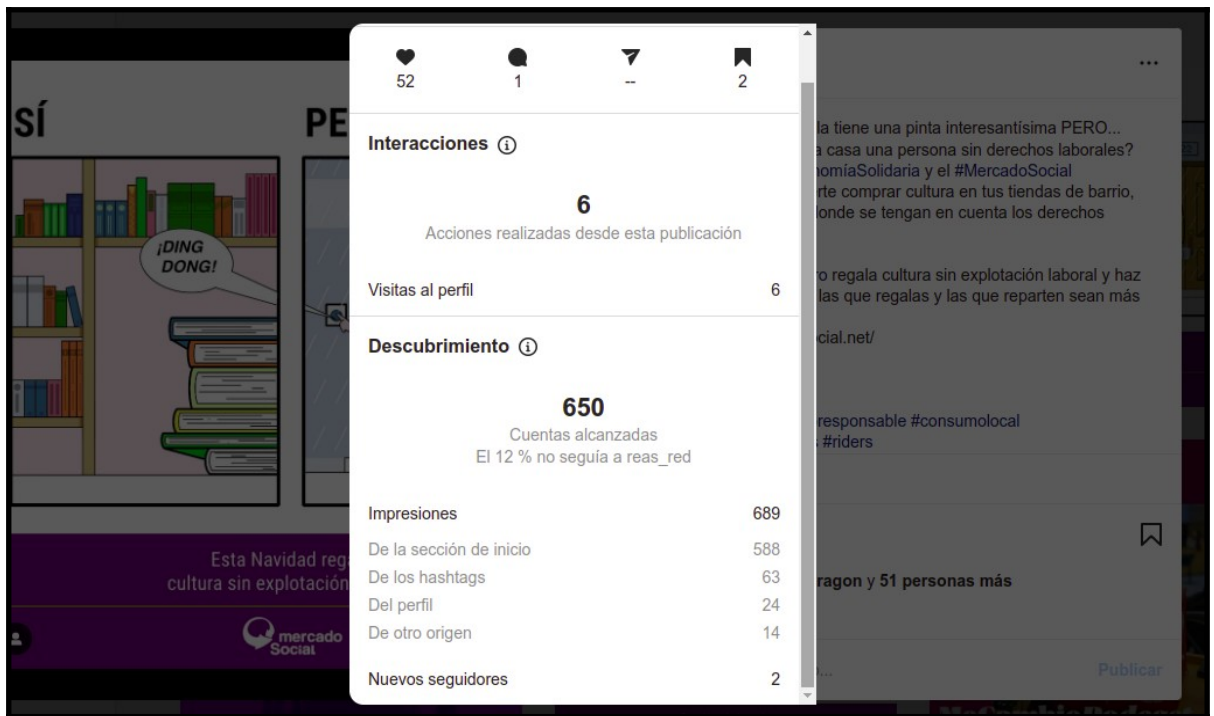 SÍ
PE
¡DING
DONG!
Esta Navidad reg
cultura sin explotación
mercado
Social
52
1
--
2
Interacciones
6
Acciones realizadas desde esta publicación
Visitas al perfil 6
Descubrimiento
650
Cuentas alcanzadas
El 12 % no seguía a reas_red
Impresiones 689
De la sección de inicio 588
De los hashtags 63
Del perfil 24
De otro origen 14
Nuevos seguidores 2
la tiene una pinta interesantísima PERO...
a casa una persona sin derechos laborales?
nomíaSolidaria y el #MercadoSocial
rte comprar cultura en tus tiendas de barrio,
donde se tengan en cuenta los derechos
ro regala cultura sin explotación laboral y haz
las que regalas y las que reparten sean más
cial.net/
responsable #consumolocal
#riders
ragon y 51 personas más
Publicar